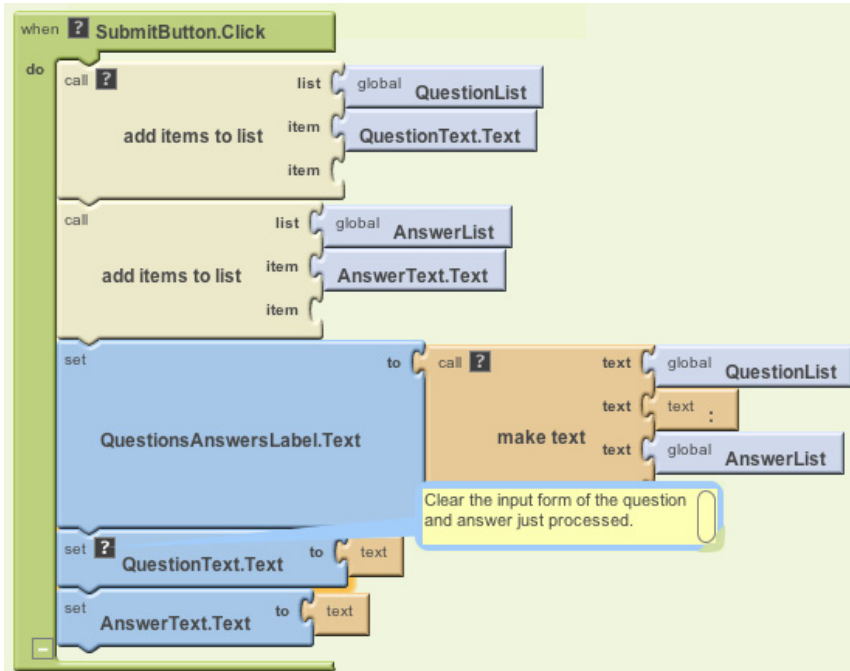 when ? SubmitButton.Click
do
call ? list global QuestionList
add items to list item QuestionText.Text
item
call list global AnswerList
add items to list item AnswerText.Text
item
set to call ? text global QuestionList
text text :
QuestionsAnswersLabel.Text make text text global AnswerList
Clear the input form of the question
and answer just processed.
set ? QuestionText.Text to text
set AnswerText.Text to text